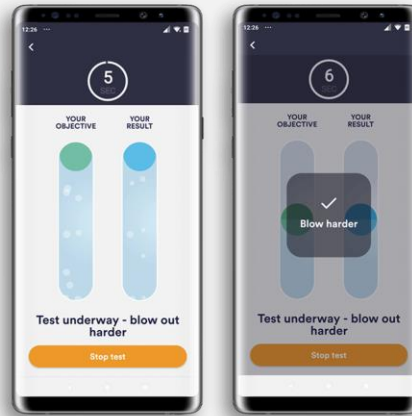 12:26 ...
5
SEC
YOUR
OBJECTIVE
YOUR
RESULT
Test underway - blow out
harder
Stop test
12:26 ...
6
SEC
YOUR
OBJECTIVE
YOUR
RESULT
Blow harder
Test underway - blow out
harder
Stop test